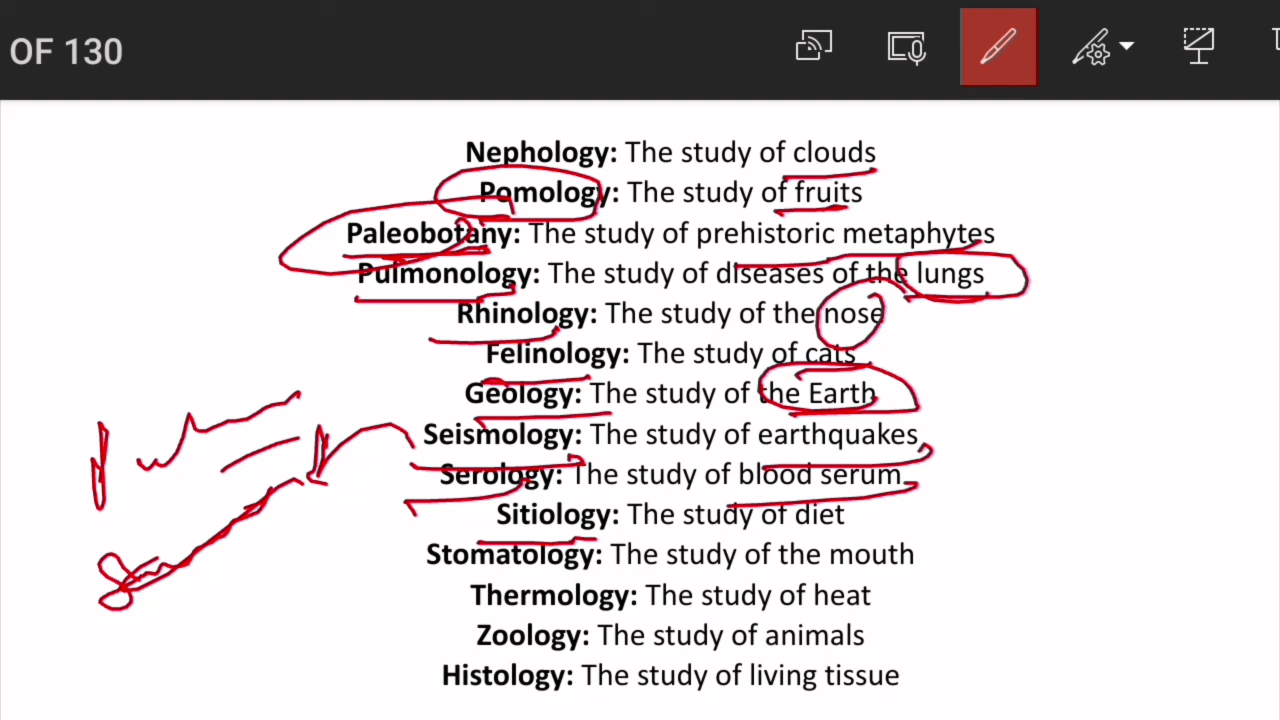 OF 130
Nephology: The study of clouds
Pomology: The study of fruits
Paleobotany: The study of prehistoric metaphytes
Pulmonology: The study of diseases of the lungs
Rhinology: The study of the nose
Felinology: The study of cats
Geology: The study of the Earth
Seismology: The study of earthquakes
Serology: The study of blood serum
Sitiology: The study of diet
Stomatology: The study of the mouth
Thermology: The study of heat
Zoology: The study of animals
Histology: The study of living tissue